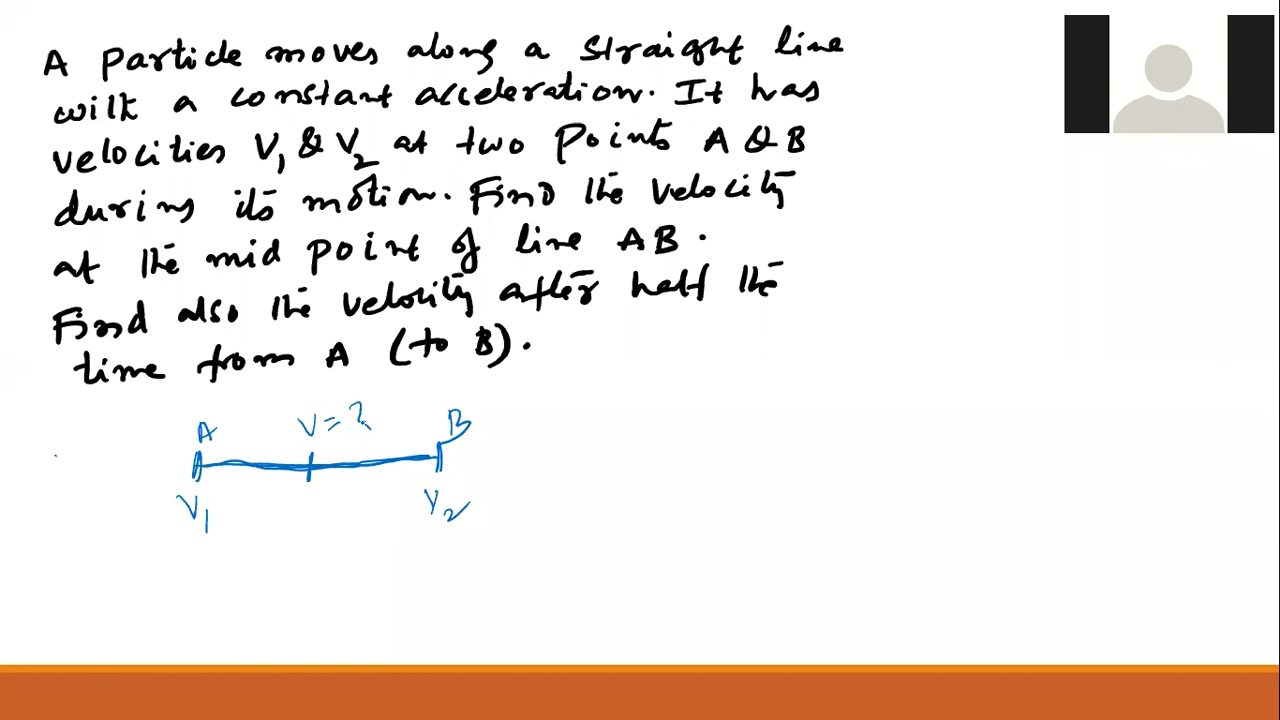 A particle moves along a straight line
with a constant acceleration. It has
velocities V₁ & V₂ at two points A & B
during its motion. Find the velocity
at the mid point of line AB.
Find also the velocity after half the
time from A (to B).
A V=? B
V₁ V₂